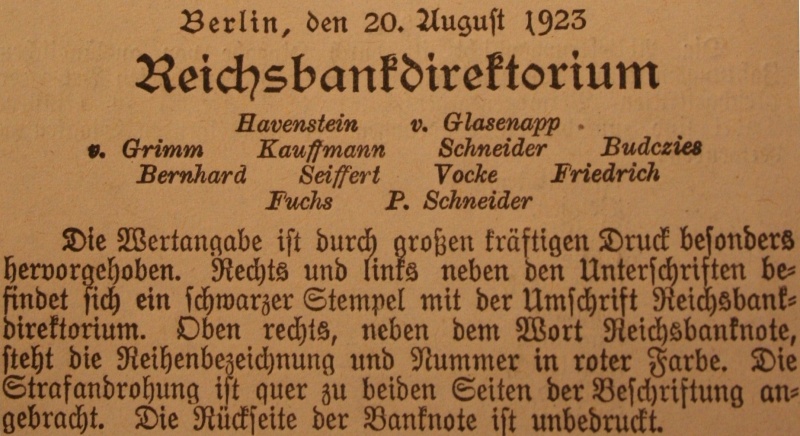 Berlin, den 20. August 1923
Reichsbankdirektorium
Havenstein v. Glasenapp
v. Grimm Kauffmann Schneider Budczies
Bernhard Seiffert Vocke Friedrich
Fuchs P. Schneider
Die Wertangabe ist durch großen kräftigen Druck besonders
hervorgehoben. Rechts und links neben den Unterschriften be=
findet sich ein schwarzer Stempel mit der Umschrift Reichsbank=
direktorium. Oben rechts, neben dem Wort Reichsbanknote,
steht die Reihenbezeichnung und Nummer in roter Farbe. Die
Strafandrohung ist quer zu beiden Seiten der Beschriftung an=
gebracht. Die Rückseite der Banknote ist unbedruckt.